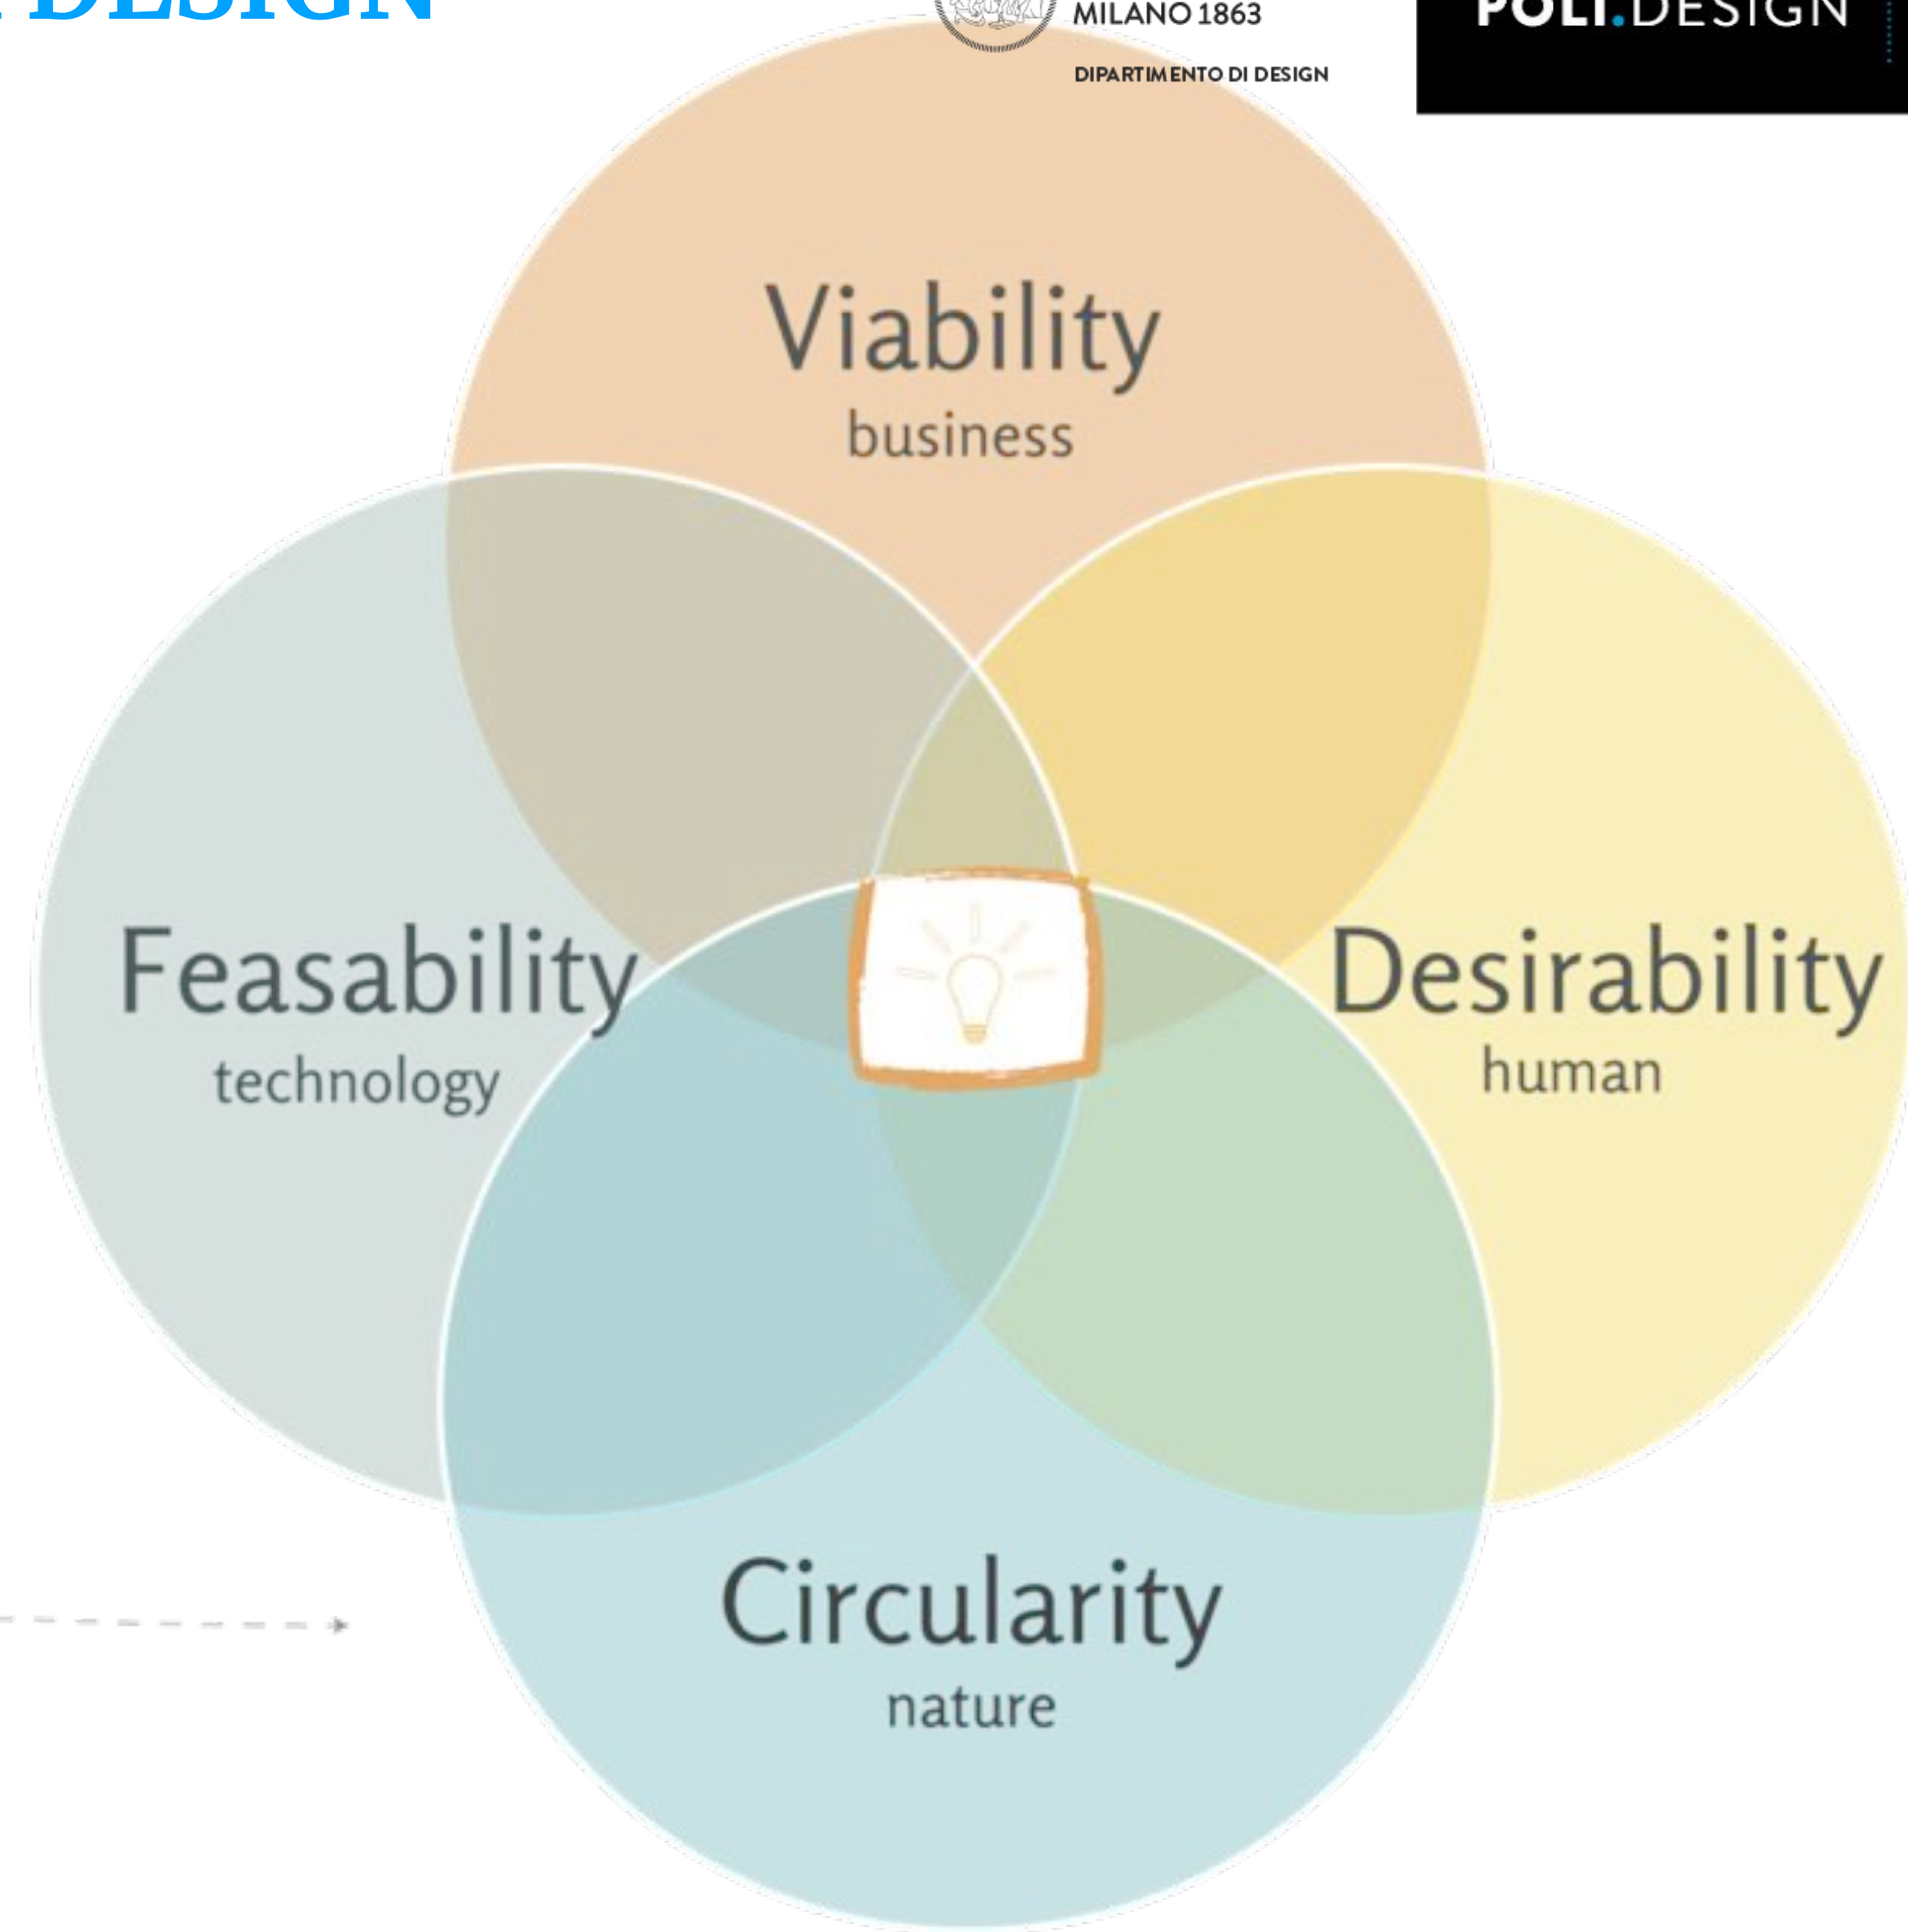 DESIGN
MILANO 1863
DIPARTIMENTO DI DESIGN
POLI.DESIGN
Viability
business
Feasability
technology
Desirability
human
Circularity
nature